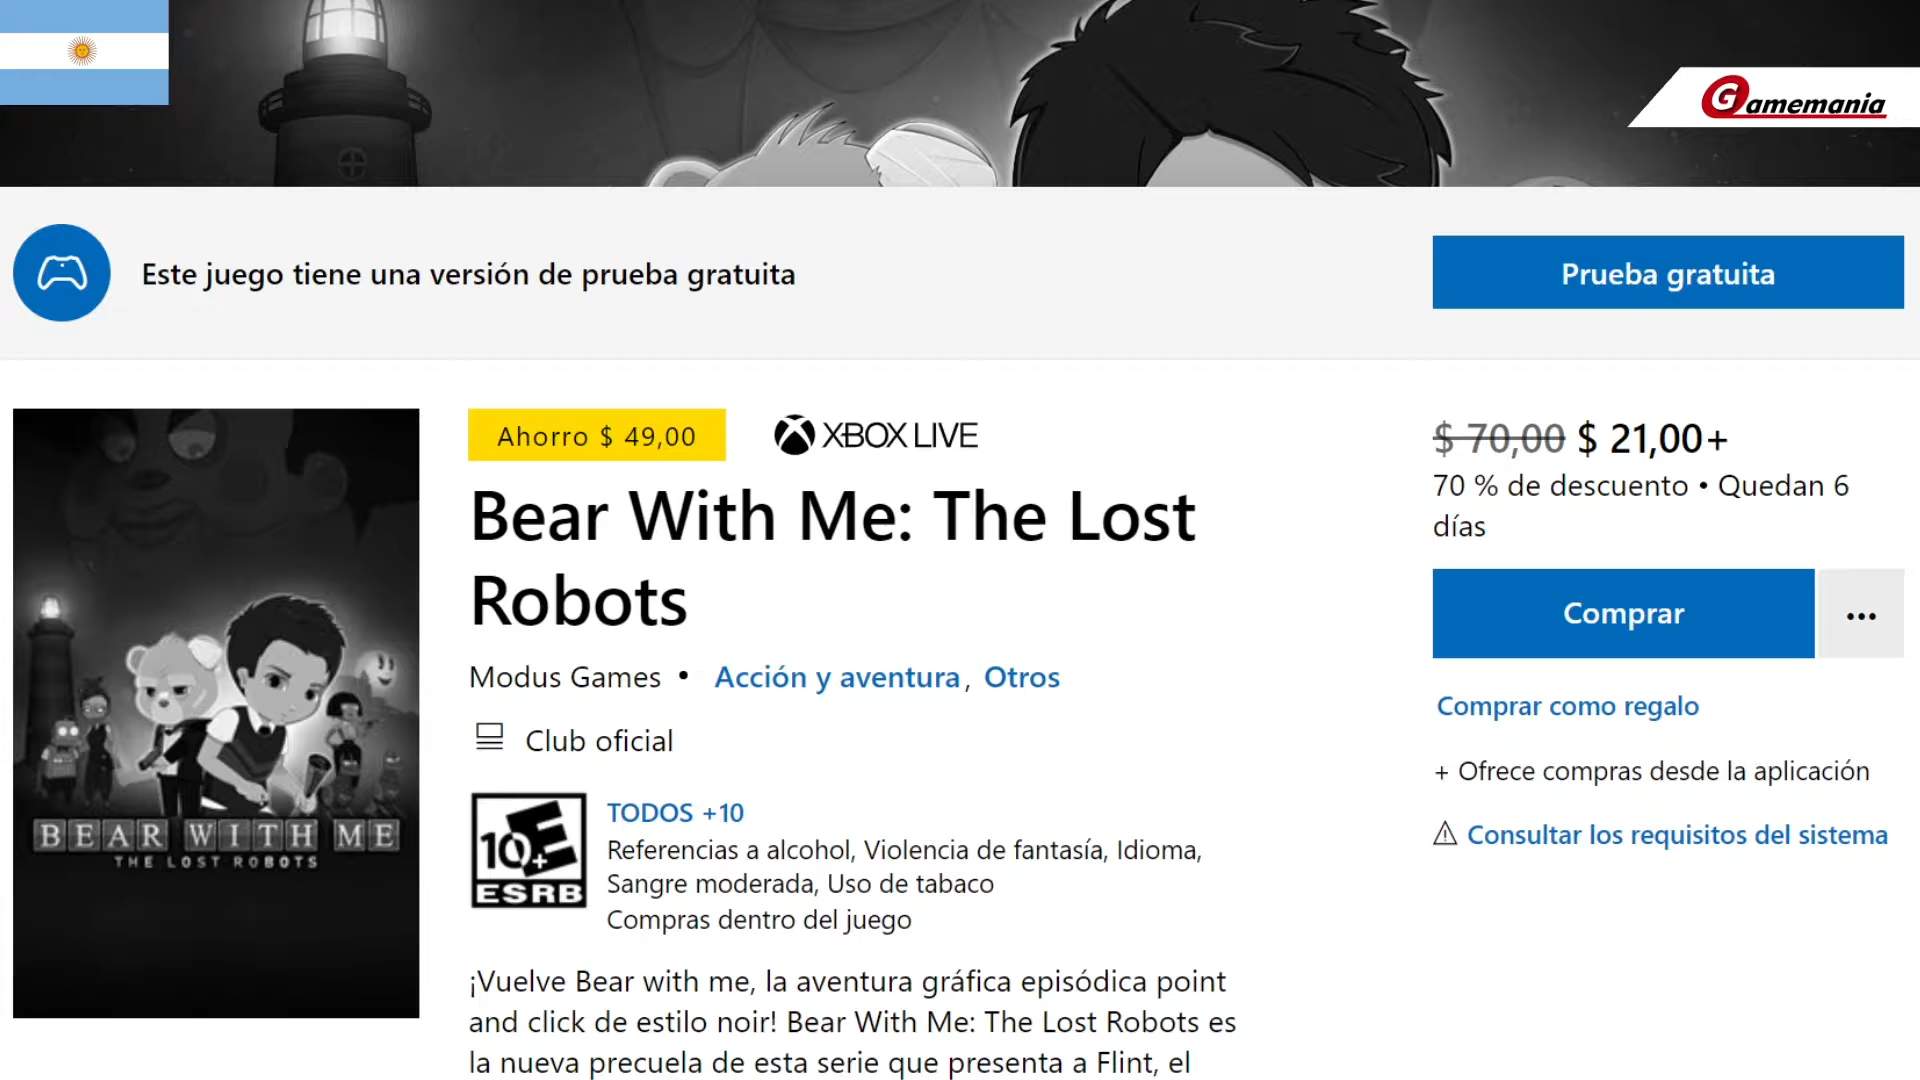 Gamemania
Este juego tiene una versión de prueba gratuita
Prueba gratuita
Ahorro $ 49,00
XBOX LIVE
Bear With Me: The Lost
Robots
Modus Games • Acción y aventura, Otros
Club oficial
10+
E
ESRB
TODOS +10
Referencias a alcohol, Violencia de fantasía, Idioma,
Sangre moderada, Uso de tabaco
Compras dentro del juego
¡Vuelve Bear with me, la aventura gráfica episódica point
and click de estilo noir! Bear With Me: The Lost Robots es
la nueva precuela de esta serie que presenta a Flint, el
$ 70,00 $ 21,00+
70 % de descuento • Quedan 6
días
Comprar
...
Comprar como regalo
+ Ofrece compras desde la aplicación
Consultar los requisitos del sistema
BEAR WITH ME
THE LOST ROBOTS